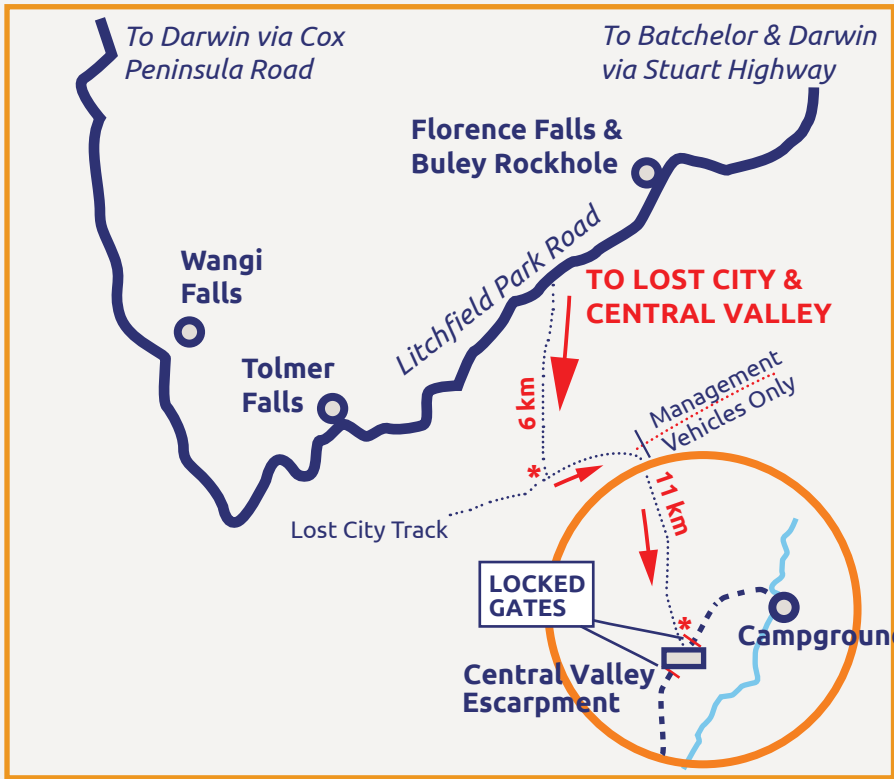 To Darwin via Cox
Peninsula Road
To Batchelor & Darwin
via Stuart Highway
Florence Falls &
Buley Rockhole
Wangi
Falls
Litchfield Park Road
TO LOST CITY &
CENTRAL VALLEY
Tolmer
Falls
6 km
Management
Vehicles Only
*
11 km
Lost City Track
LOCKED
GATES
*
Campground
Central Valley
Escarpment